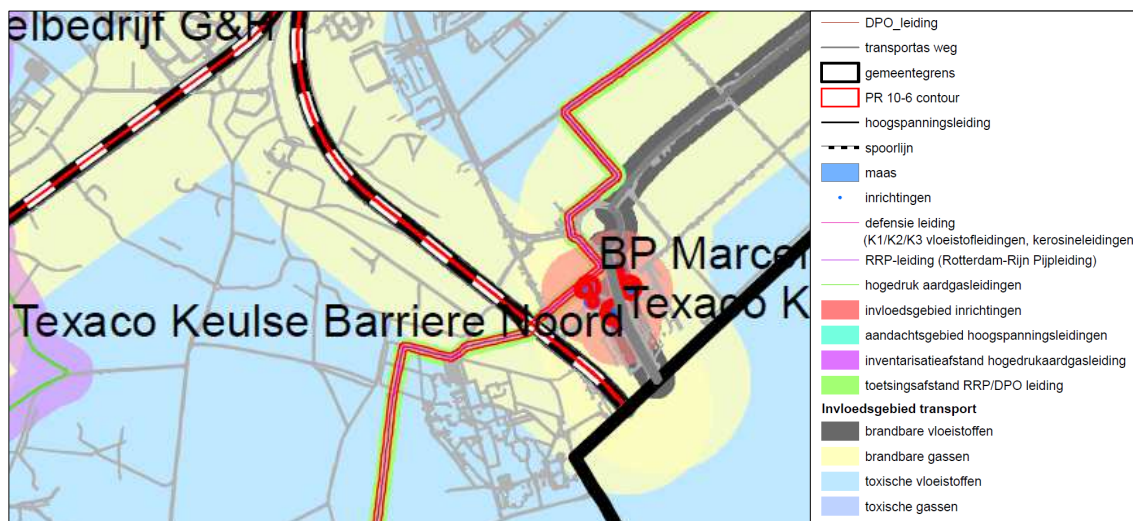 elbedrijf G&H
BP Marcel
Texaco Keulse Barriere Noord
Texaco K
DPO_leiding
transportas weg
gemeentegrens
PR 10-6 contour
hoogspanningsleiding
spoorlijn
maas
inrichtingen
defensie leiding
(K1/K2/K3 vloeistofleidingen, kerosineleidingen
RRP-leiding (Rotterdam-Rijn Pijpleiding)
hogedruk aardgasleidingen
invloedsgebied inrichtingen
aandachtsgebied hoogspanningsleidingen
inventarisatieafstand hogedrukaardgasleiding
toetsingsafstand RRP/DPO leiding
Invloedsgebied transport
brandbare vloeistoffen
brandbare gassen
toxische vloeistoffen
toxische gassen